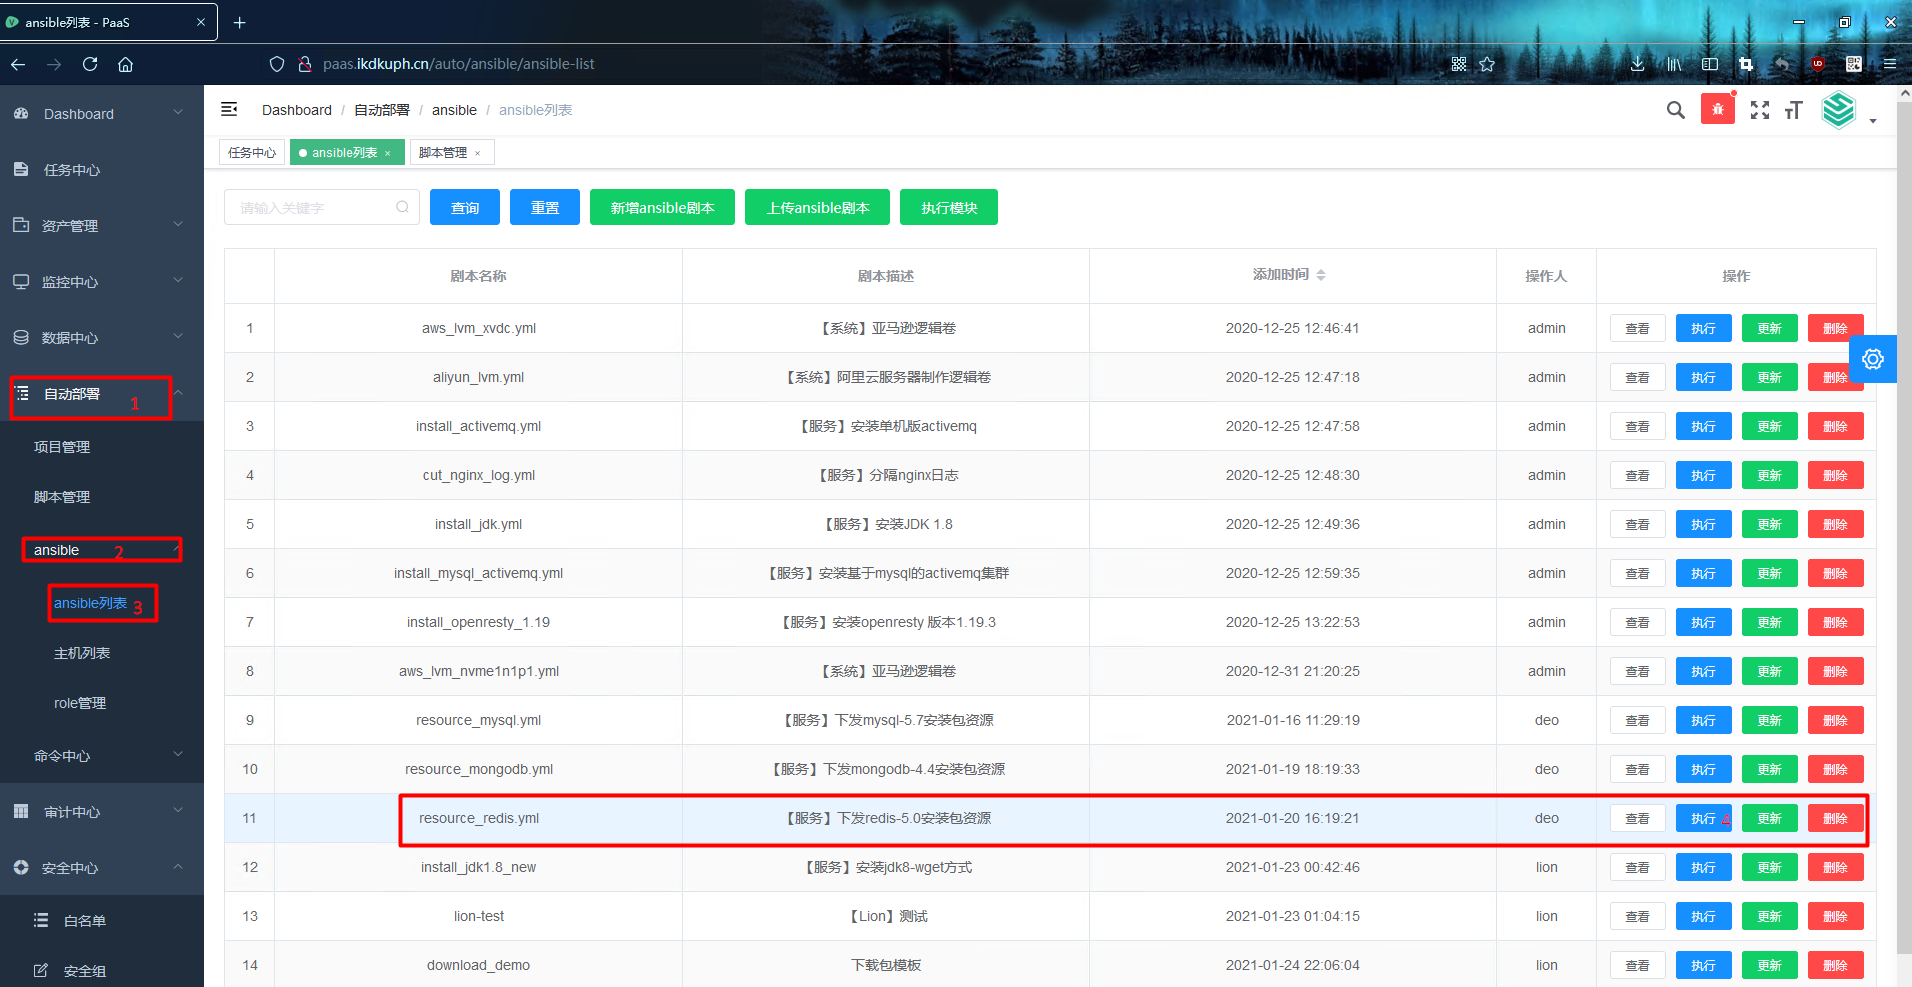 ansible列表 - PaaS
paas.ikdkuph.cn/auto/ansible/ansible-list
Dashboard
任务中心
资产管理
监控中心
数据中心
自动部署 1
项目管理
脚本管理
ansible 2
ansible列表 3
主机列表
role管理
命令中心
审计中心
安全中心
白名单
安全组
Dashboard / 自动部署 / ansible / ansible列表
任务中心 ansible列表 × 脚本管理 ×
请输入关键字 查询 重置 新增ansible剧本 上传ansible剧本 执行模块
剧本名称 剧本描述 添加时间 操作人 操作
1 aws_lvm_xvdc.yml 【系统】亚马逊逻辑卷 2020-12-25 12:46:41 admin 查看 执行 更新 删除
2 aliyun_lvm.yml 【系统】阿里云服务器制作逻辑卷 2020-12-25 12:47:18 admin 查看 执行 更新 删除
3 install_activemq.yml 【服务】安装单机版activemq 2020-12-25 12:47:58 admin 查看 执行 更新 删除
4 cut_nginx_log.yml 【服务】分隔nginx日志 2020-12-25 12:48:30 admin 查看 执行 更新 删除
5 install_jdk.yml 【服务】安装JDK 1.8 2020-12-25 12:49:36 admin 查看 执行 更新 删除
6 install_mysql_activemq.yml 【服务】安装基于mysql的activemq集群 2020-12-25 12:59:35 admin 查看 执行 更新 删除
7 install_openresty_1.19 【服务】安装openresty 版本1.19.3 2020-12-25 13:22:53 admin 查看 执行 更新 删除
8 aws_lvm_nvme1n1p1.yml 【系统】亚马逊逻辑卷 2020-12-31 21:20:25 admin 查看 执行 更新 删除
9 resource_mysql.yml 【服务】下发mysql-5.7安装包资源 2021-01-16 11:29:19 deo 查看 执行 更新 删除
10 resource_mongodb.yml 【服务】下发mongodb-4.4安装包资源 2021-01-19 18:19:33 deo 查看 执行 更新 删除
11 resource_redis.yml 【服务】下发redis-5.0安装包资源 2021-01-20 16:19:21 deo 查看 执行 4 更新 删除
12 install_jdk1.8_new 【服务】安装jdk8-wget方式 2021-01-23 00:42:46 lion 查看 执行 更新 删除
13 lion-test 【Lion】测试 2021-01-23 01:04:15 lion 查看 执行 更新 删除
14 download_demo 下载包模板 2021-01-24 22:06:04 lion 查看 执行 更新 删除